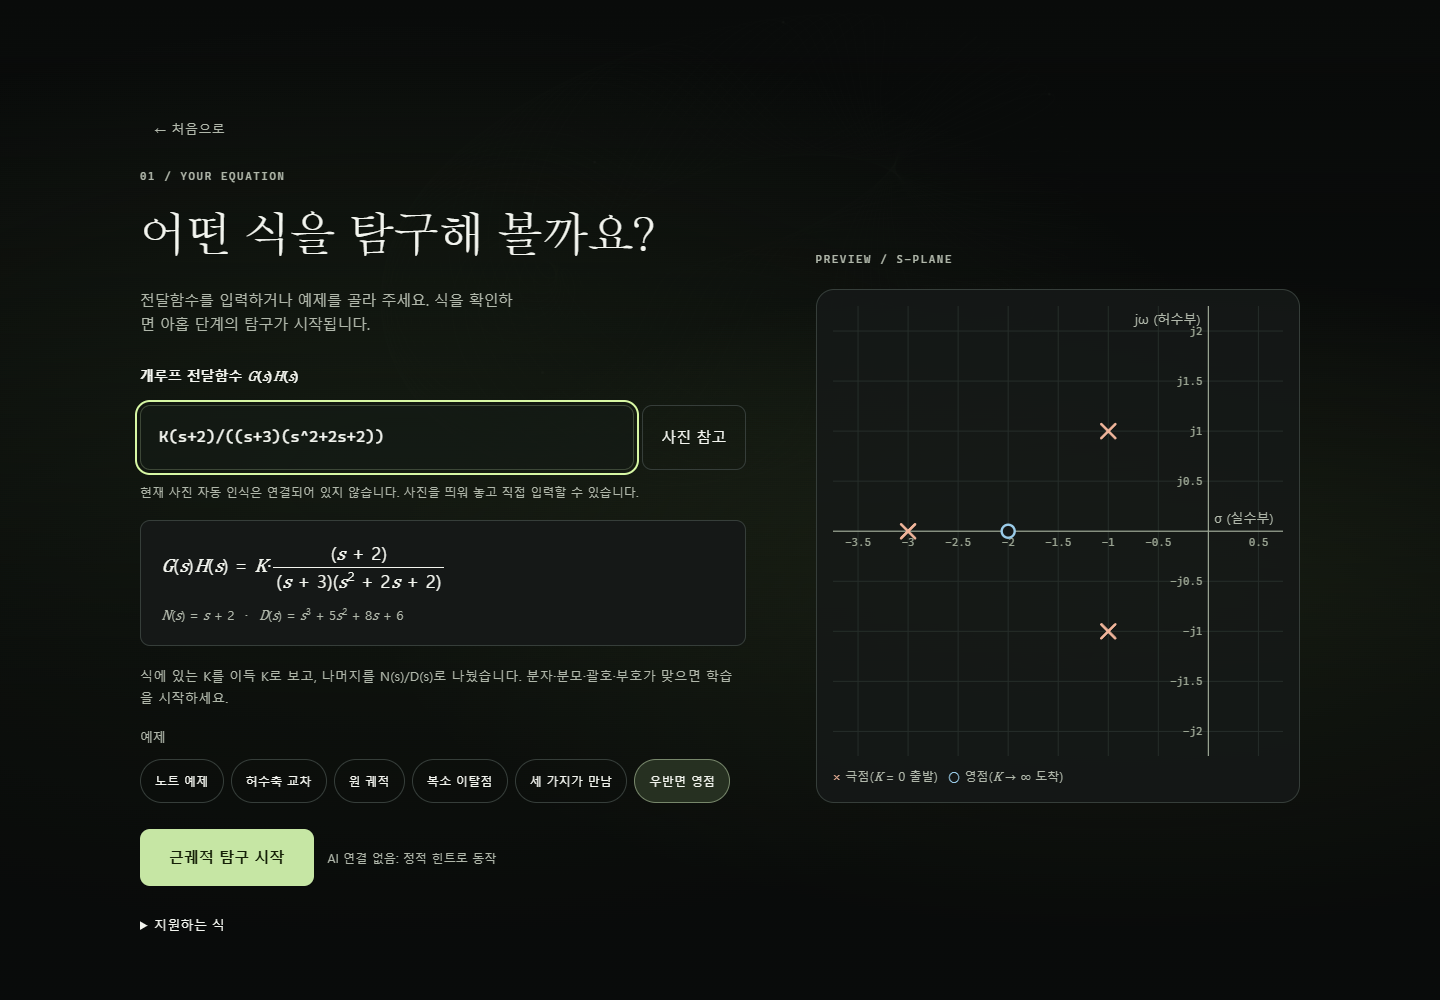 ← 처음으로
01 / YOUR EQUATION
어떤 식을 탐구해 볼까요?
전달함수를 입력하거나 예제를 골라 주세요. 식을 확인하
면 아홉 단계의 탐구가 시작됩니다.
개루프 전달함수 G(s)H(s)
K(s+2)/((s+3)(s^2+2s+2))
사진 참고
현재 사진 자동 인식은 연결되어 있지 않습니다. 사진을 띄워 놓고 직접 입력할 수 있습니다.
G(s)H(s) = K· (s + 2) / (s + 3)(s² + 2s + 2)
N(s) = s + 2 · D(s) = s³ + 5s² + 8s + 6
식에 있는 K를 이득 K로 보고, 나머지를 N(s)/D(s)로 나눴습니다. 분자·분모·괄호·부호가 맞으면 학습
을 시작하세요.
예제
노트 예제
허수축 교차
원 궤적
복소 이탈점
세 가지가 만남
우반면 영점
근궤적 탐구 시작
AI 연결 없음: 정적 힌트로 동작
▶ 지원하는 식
PREVIEW / S-PLANE
jω (허수부)
j2
j1.5
j1
j0.5
σ (실수부)
−3.5 −3 −2.5 −2 −1.5 −1 −0.5 0.5
−j0.5
−j1
−j1.5
−j2
× 극점(K = 0 출발) ○ 영점(K → ∞ 도착)